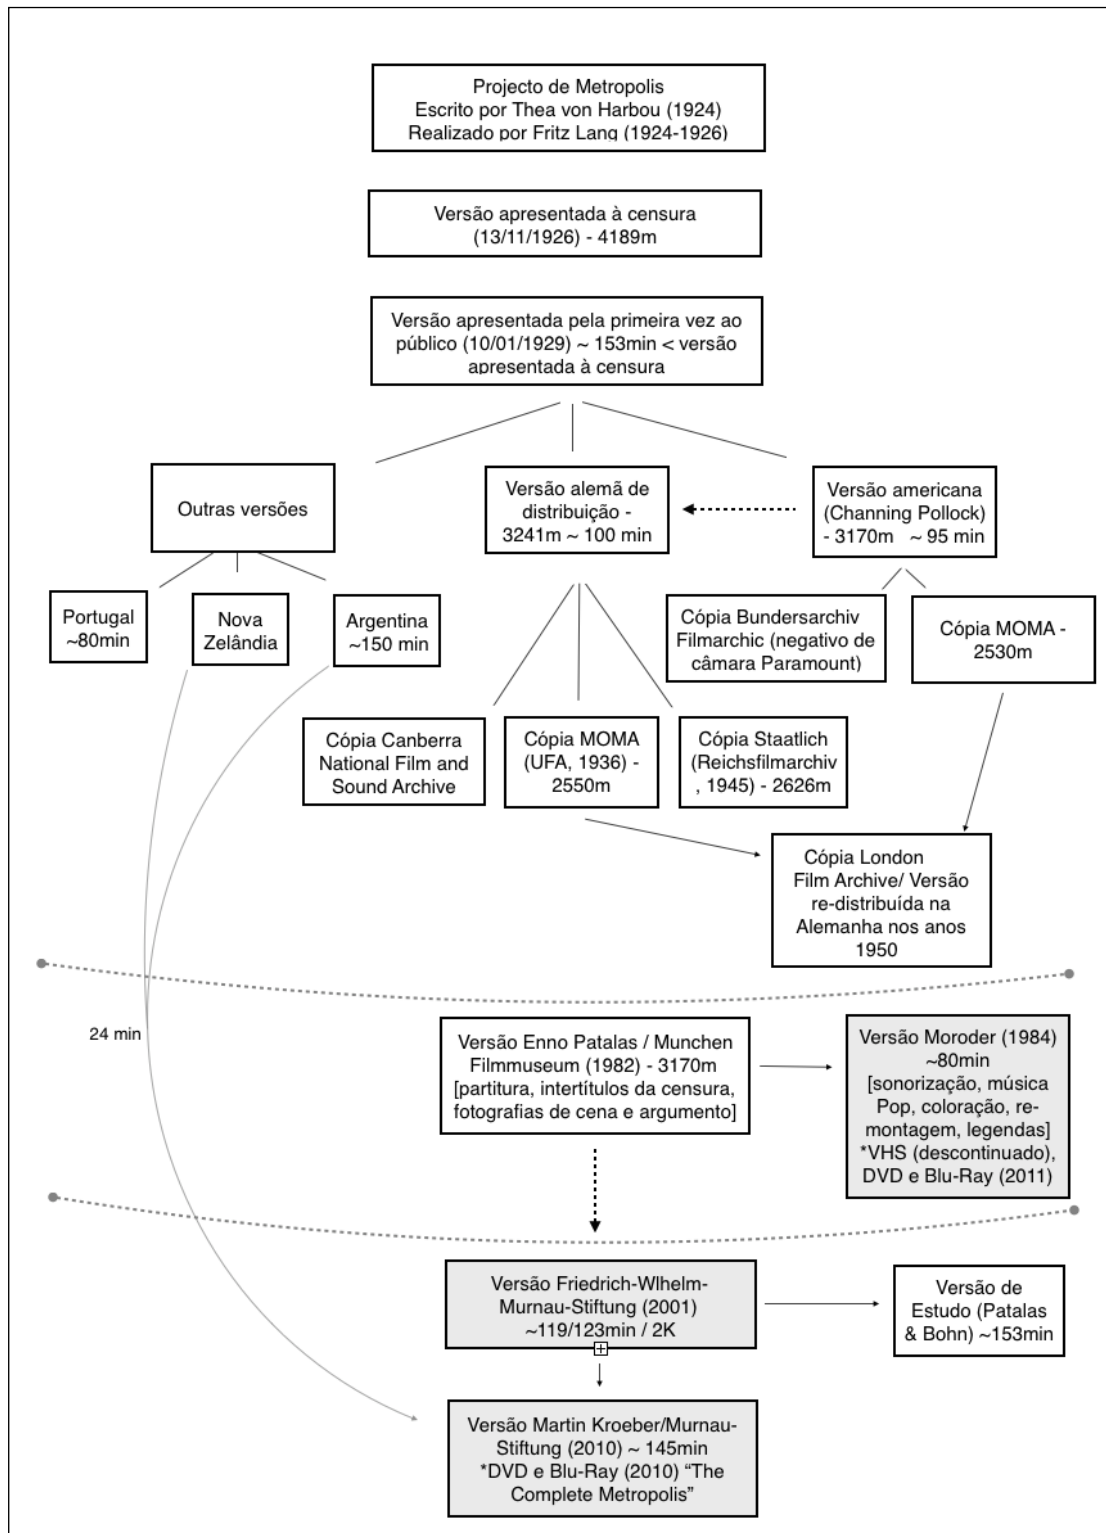 Projecto de Metropolis
Escrito por Thea von Harbou (1924)
Realizado por Fritz Lang (1924-1926)
Versão apresentada à censura
(13/11/1926) - 4189m
Versão apresentada pela primeira vez ao
público (10/01/1929) ~ 153min < versão
apresentada à censura
Outras versões
Versão alemã de
distribuição -
3241m ~ 100 min
Versão americana
(Channing Pollock)
- 3170m ~ 95 min
Portugal
~80min
Nova
Zelândia
Argentina
~150 min
Cópia Bundersarchiv
Filmarchic (negativo de
câmara Paramount)
Cópia MOMA -
2530m
Cópia Canberra
National Film and
Sound Archive
Cópia MOMA
(UFA, 1936) -
2550m
Cópia Staatlich
(Reichsfilmarchiv
, 1945) - 2626m
Cópia London
Film Archive/ Versão
re-distribuída na
Alemanha nos anos
1950
24 min
Versão Enno Patalas / Munchen
Filmmuseum (1982) - 3170m
[partitura, intertítulos da censura,
fotografias de cena e argumento]
Versão Moroder (1984)
~80min
[sonorização, música
Pop, coloração, re-
montagem, legendas]
*VHS (descontinuado),
DVD e Blu-Ray (2011)
Versão Friedrich-Wlhelm-
Murnau-Stiftung (2001)
~119/123min / 2K
Versão de
Estudo (Patalas
& Bohn) ~153min
Versão Martin Kroeber/Murnau-
Stiftung (2010) ~ 145min
*DVD e Blu-Ray (2010) “The
Complete Metropolis”